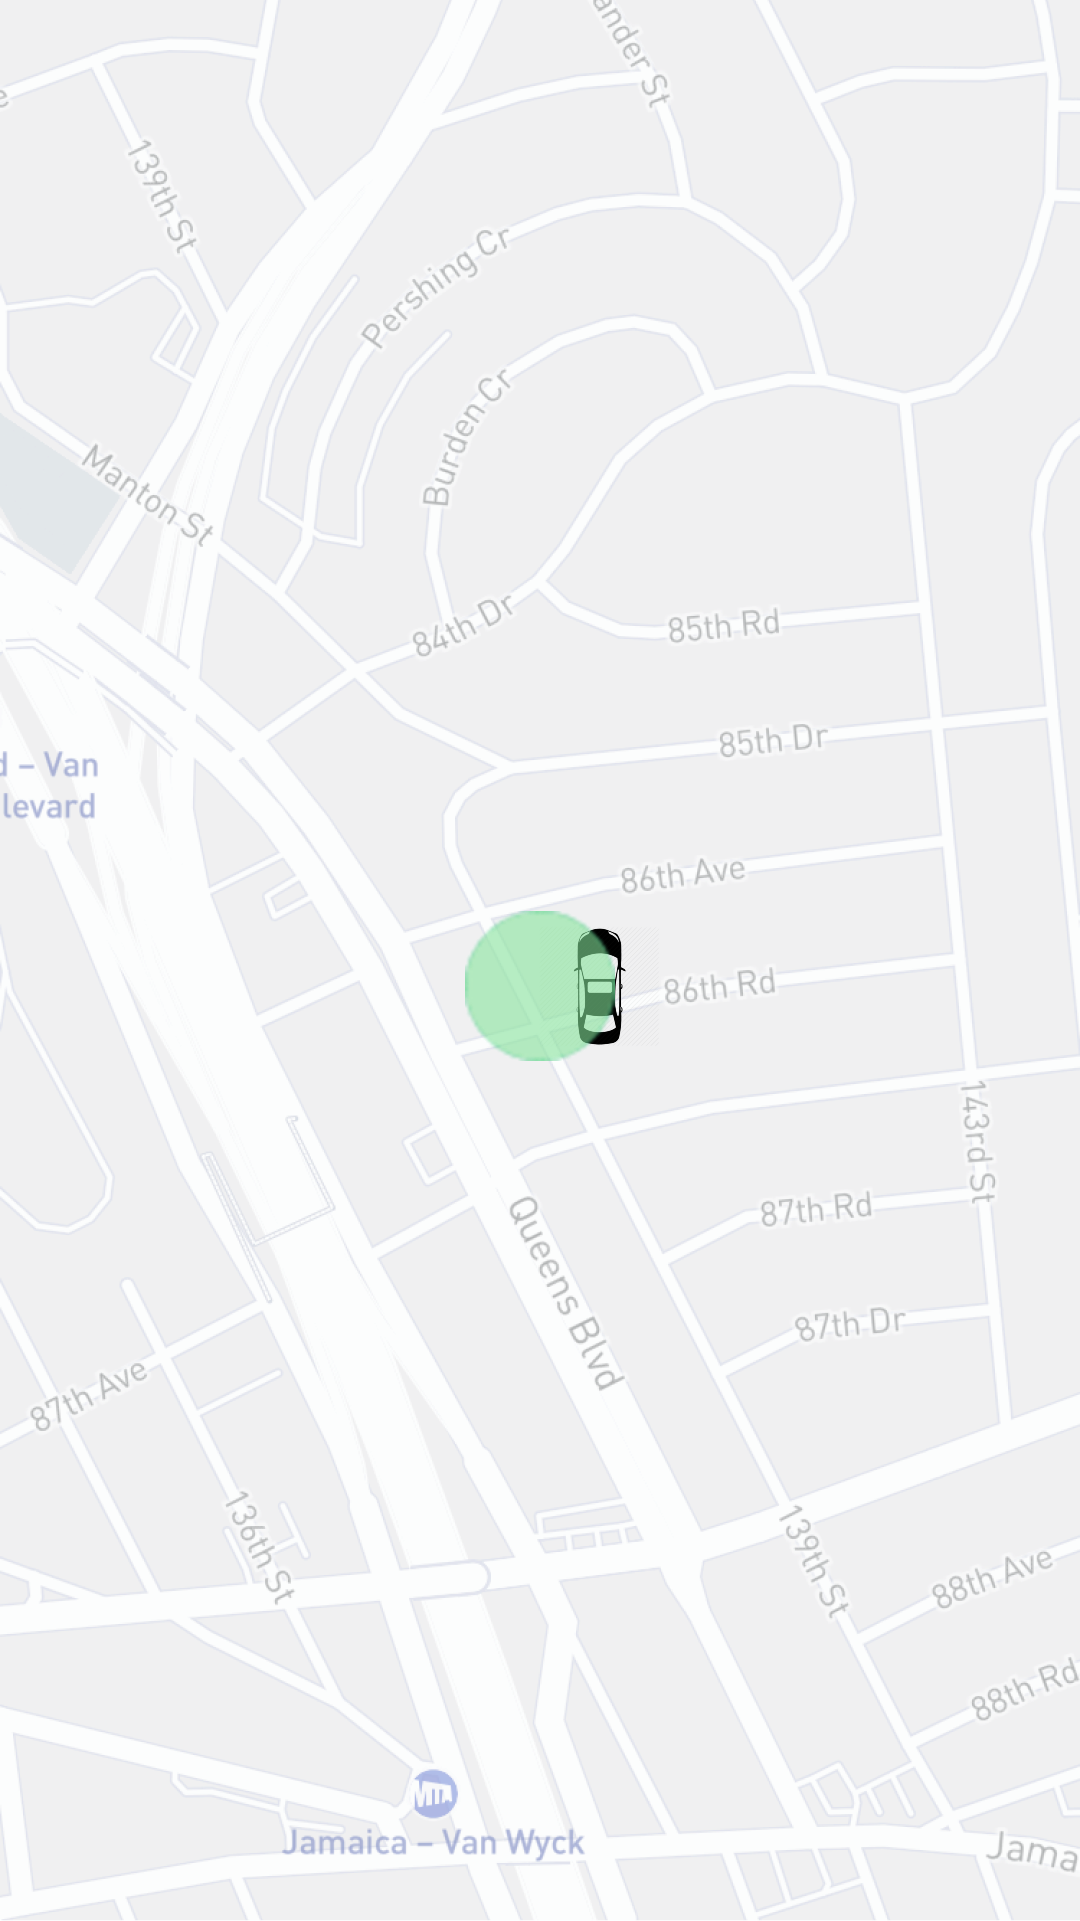 ander St
139th St
Pershing Cr
Burden Cr
Manton St
84th Dr
85th Rd
85th Dr
d – Van
levard
86th Ave
86th Rd
143rd St
87th Rd
Queens Blvd
87th Dr
87th Ave
136th St
139th St
88th Ave
88th Rd
MTA
Jamaica – Van Wyck
Jama